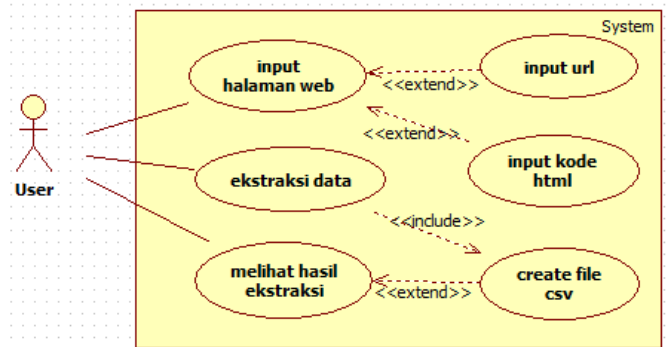 System
input
halaman web
<<extend>>
input url
<<extend>>
input kode
html
User
ekstraksi data
<<include>>
melihat hasil
ekstraksi
<<extend>>
create file
csv